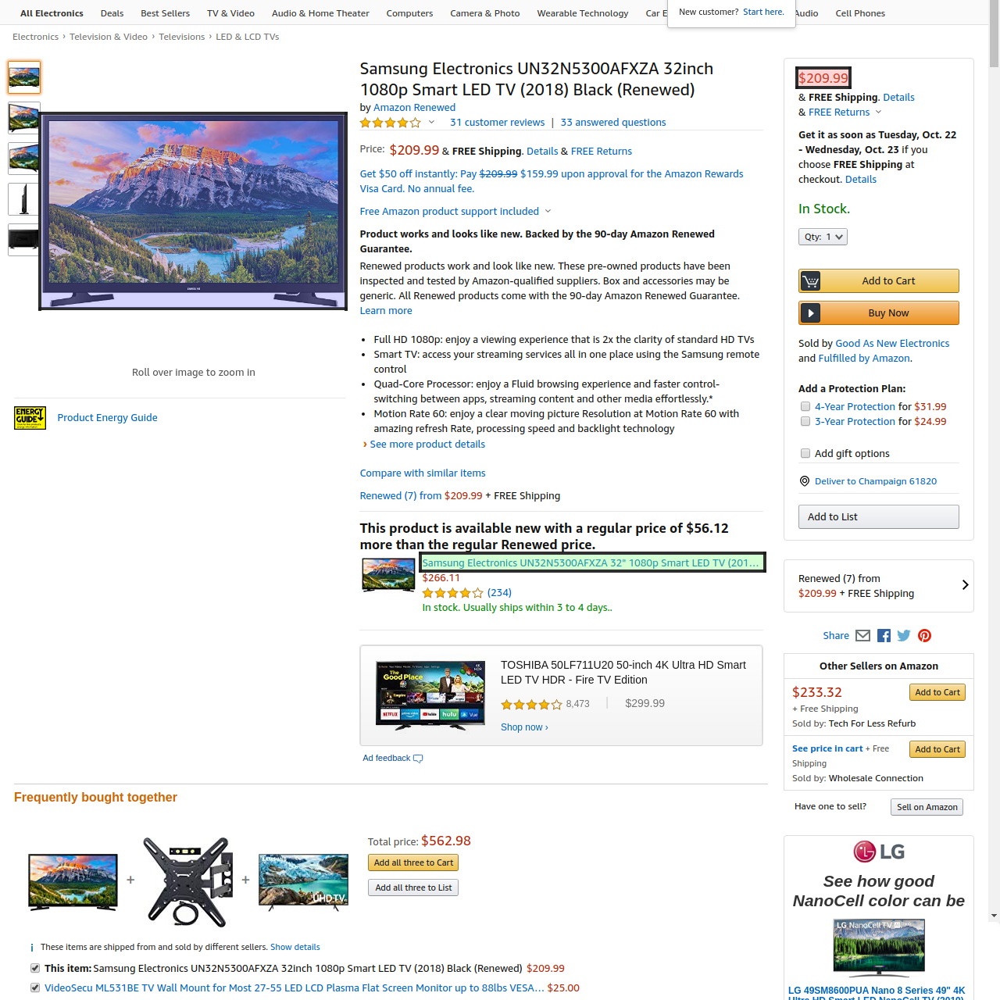 All Electronics Deals Best Sellers TV & Video Audio & Home Theater Computers Camera & Photo Wearable Technology Car E Audio Cell Phones
New customer? Start here.
Electronics › Television & Video › Televisions › LED & LCD TVs
Samsung Electronics UN32N5300AFXZA 32inch
1080p Smart LED TV (2018) Black (Renewed)
by Amazon Renewed
31 customer reviews | 33 answered questions
Price: $209.99 & FREE Shipping. Details & FREE Returns
Get $50 off instantly: Pay $209.99 $159.99 upon approval for the Amazon Rewards
Visa Card. No annual fee.
Free Amazon product support included
Product works and looks like new. Backed by the 90-day Amazon Renewed
Guarantee.
Renewed products work and look like new. These pre-owned products have been
inspected and tested by Amazon-qualified suppliers. Box and accessories may be
generic. All Renewed products come with the 90-day Amazon Renewed Guarantee.
Learn more
• Full HD 1080p: enjoy a viewing experience that is 2x the clarity of standard HD TVs
• Smart TV: access your streaming services all in one place using the Samsung remote
control
• Quad-Core Processor: enjoy a Fluid browsing experience and faster control-
switching between apps, streaming content and other media effortlessly.*
• Motion Rate 60: enjoy a clear moving picture Resolution at Motion Rate 60 with
amazing refresh Rate, processing speed and backlight technology
› See more product details
Compare with similar items
Renewed (7) from $209.99 + FREE Shipping
This product is available new with a regular price of $56.12
more than the regular Renewed price.
Samsung Electronics UN32N5300AFXZA 32" 1080p Smart LED TV (201…
$266.11
(234)
In stock. Usually ships within 3 to 4 days..
Roll over image to zoom in
ENERGY
GUIDE
Product Energy Guide
The
Good Place
NBC
4K
HDR
Empire
NETFLIX prime video YouTube hulu Vue
TOSHIBA 50LF711U20 50-inch 4K Ultra HD Smart
LED TV HDR - Fire TV Edition
8,473 | $299.99
Shop now ›
Ad feedback
$209.99
& FREE Shipping. Details
& FREE Returns
Get it as soon as Tuesday, Oct. 22
- Wednesday, Oct. 23 if you
choose FREE Shipping at
checkout. Details
In Stock.
Qty: 1
Add to Cart
Buy Now
Sold by Good As New Electronics
and Fulfilled by Amazon.
Add a Protection Plan:
4-Year Protection for $31.99
3-Year Protection for $24.99
Add gift options
Deliver to Champaign 61820
Add to List
Renewed (7) from
$209.99 + FREE Shipping
Share
Other Sellers on Amazon
$233.32 Add to Cart
+ Free Shipping
Sold by: Tech For Less Refurb
See price in cart + Free Add to Cart
Shipping
Sold by: Wholesale Connection
Have one to sell? Sell on Amazon
LG
See how good
NanoCell color can be
LG NanoCell TV
LG 49SM8600PUA Nano 8 Series 49" 4K
Ultra HD Smart LED NanoCell TV (2019)
Frequently bought together
+ +
SAMSUNG
UHD TV
Total price: $562.98
Add all three to Cart
Add all three to List
i These items are shipped from and sold by different sellers. Show details
This item: Samsung Electronics UN32N5300AFXZA 32inch 1080p Smart LED TV (2018) Black (Renewed) $209.99
VideoSecu ML531BE TV Wall Mount for Most 27-55 LED LCD Plasma Flat Screen Monitor up to 88lbs VESA… $25.00